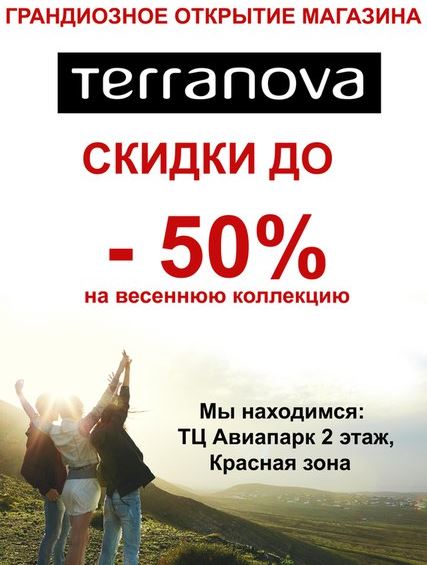 ГРАНДИОЗНОЕ ОТКРЫТИЕ МАГАЗИНА
Terranova
СКИДКИ ДО
- 50%
на весеннюю коллекцию
Мы находимся:
ТЦ Авиапарк 2 этаж,
Красная зона